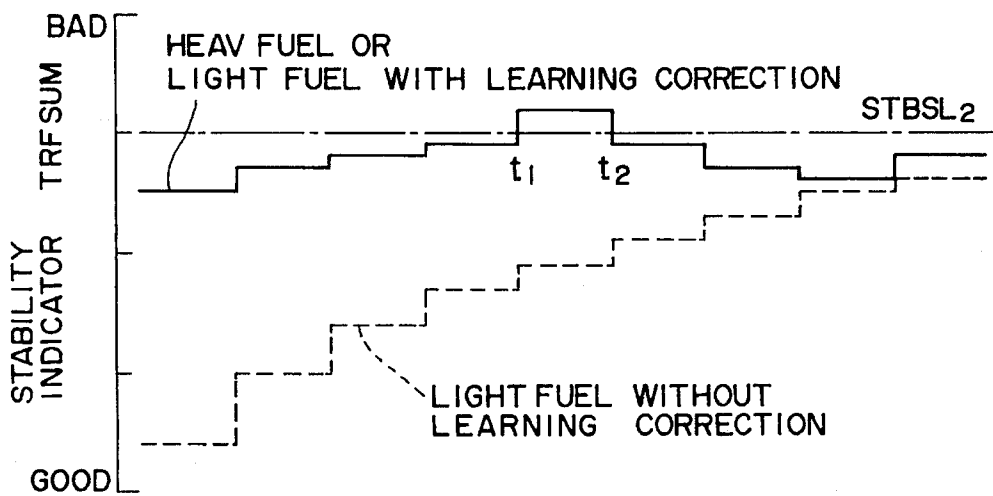 BAD
HEAV FUEL OR
LIGHT FUEL WITH LEARNING CORRECTION
STBSL2
t1 t2
STABILITY
INDICATOR TRFSUM
LIGHT FUEL WITHOUT
LEARNING CORRECTION
GOOD